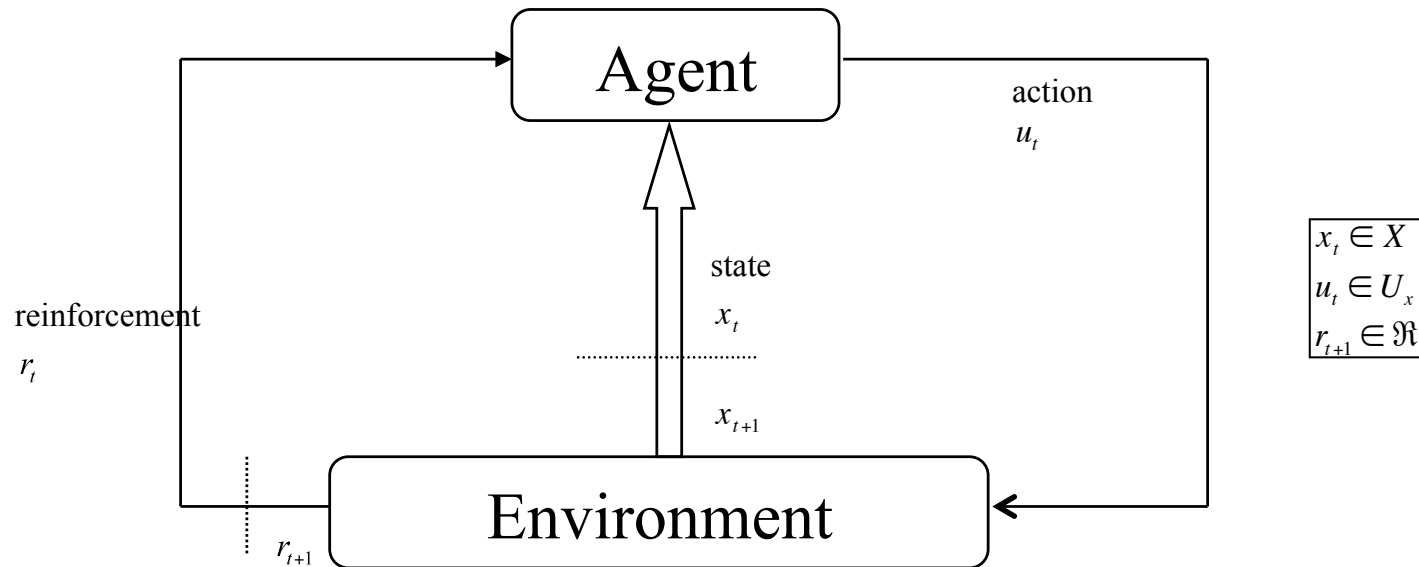 Agent
action
u_t
state
x_t
x_{t+1}
reinforcement
r_t
r_{t+1}
Environment
x_t ∈ X
u_t ∈ U_x
r_{t+1} ∈ ℜ